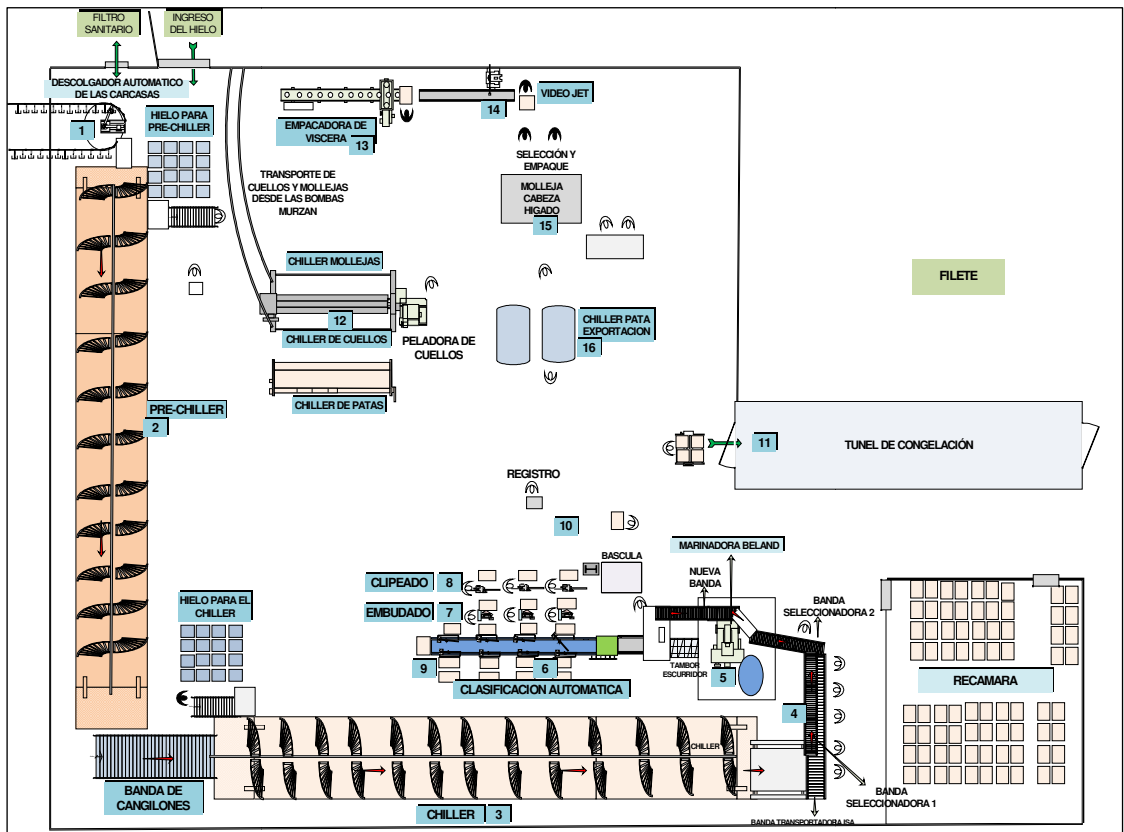 FILTRO
SANITARIO
INGRESO
DEL HIELO
DESCOLGADOR AUTOMATICO
DE LAS CARCASAS
1
HIELO PARA
PRE-CHILLER
EMPACADORA DE
VISCERA
13
14
VIDEO JET
SELECCIÓN Y
EMPAQUE
MOLLEJA
CABEZA
HIGADO
15
TRANSPORTE DE
CUELLOS Y MOLLEJAS
DESDE LAS BOMBAS
MURZAN
CHILLER MOLLEJAS
12
CHILLER DE CUELLOS
PELADORA DE
CUELLOS
CHILLER PATA
EXPORTACION
16
FILETE
CHILLER DE PATAS
PRE-CHILLER
2
11
TUNEL DE CONGELACIÓN
REGISTRO
10
BASCULA
MARINADORA BELAND
NUEVA
BANDA
BANDA
SELECCIONADORA 2
CLIPEADO
8
EMBUDADO
7
HIELO PARA EL
CHILLER
9
6
CLASIFICACION AUTOMATICA
TAMBOR
ESCURRIDOR
5
4
RECAMARA
CHILLER
BANDA DE
CANGILONES
CHILLER
3
BANDA
SELECCIONADORA 1
BANDA TRANSPORTADORA ISA